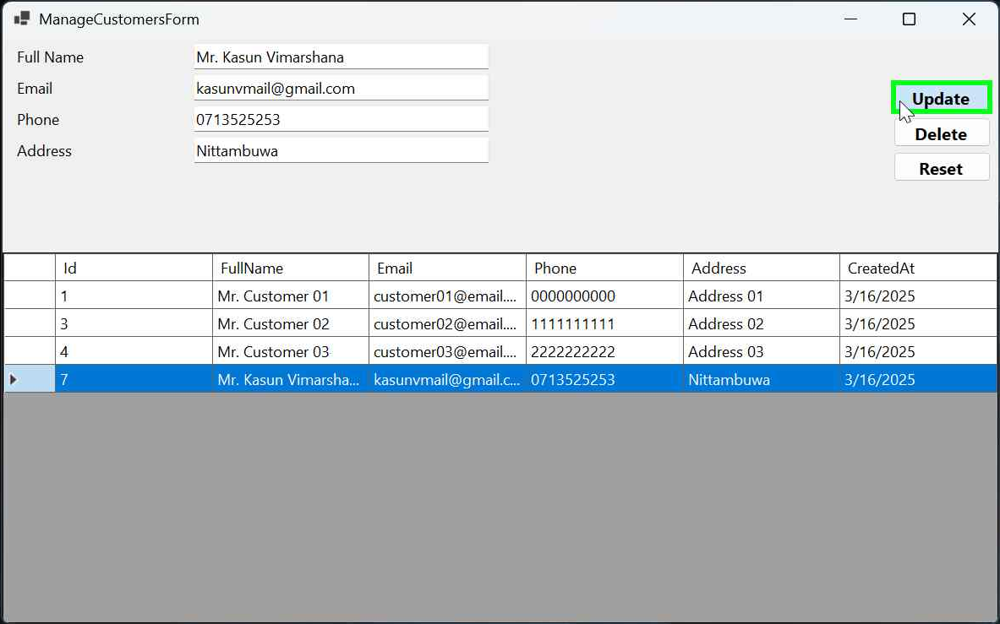 ManageCustomersForm
Full Name Mr. Kasun Vimarshana
Email kasunvmail@gmail.com
Phone 0713525253
Address Nittambuwa
Update
Delete
Reset
Id FullName Email Phone Address CreatedAt
1 Mr. Customer 01 customer01@email.... 0000000000 Address 01 3/16/2025
3 Mr. Customer 02 customer02@email.... 1111111111 Address 02 3/16/2025
4 Mr. Customer 03 customer03@email.... 2222222222 Address 03 3/16/2025
7 Mr. Kasun Vimarsha... kasunvmail@gmail.c... 0713525253 Nittambuwa 3/16/2025